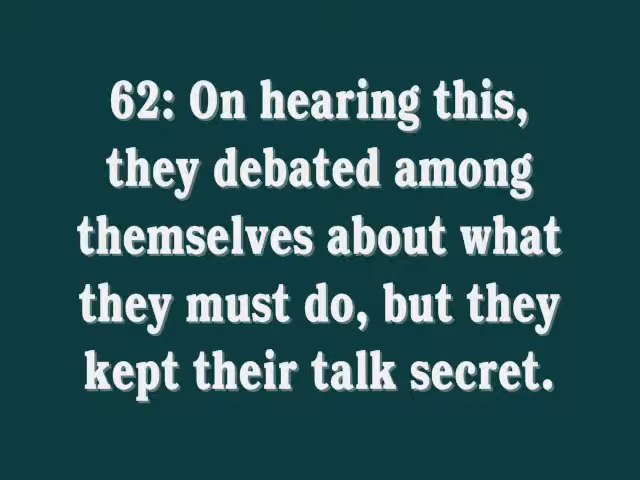 62: On hearing this,
they debated among
themselves about what
they must do, but they
kept their talk secret.